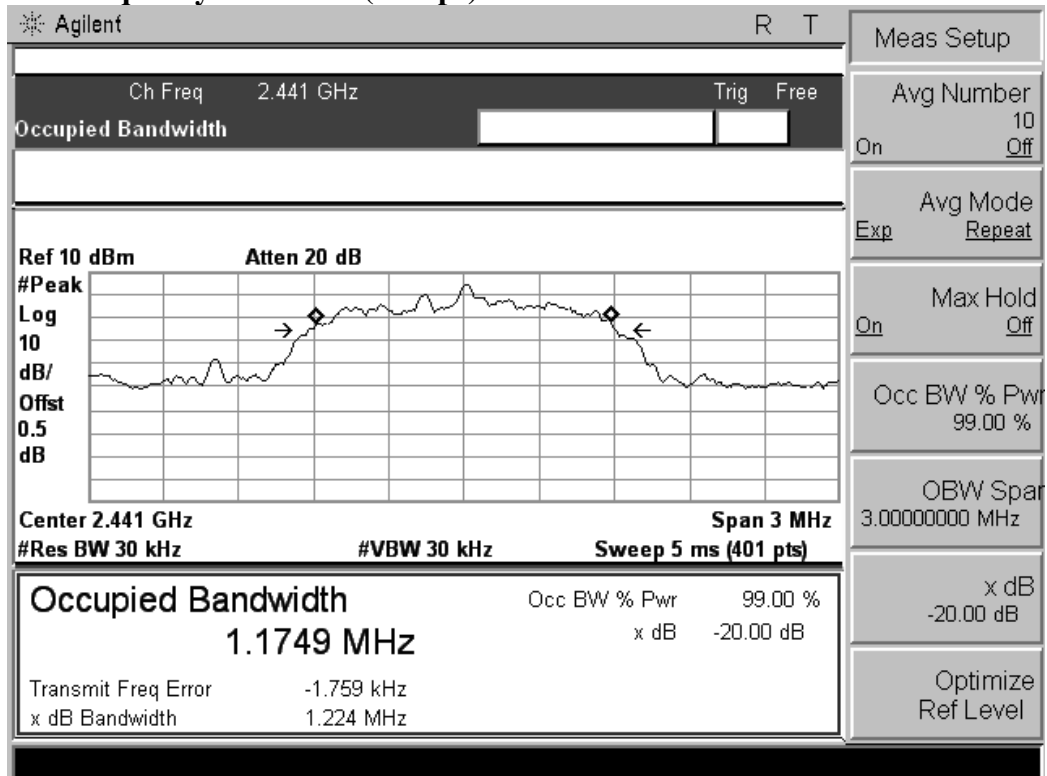 Agilent R T
Ch Freq 2.441 GHz Trig Free
Occupied Bandwidth
Ref 10 dBm Atten 20 dB
#Peak
Log
10
dB/
Offst
0.5
dB
Center 2.441 GHz Span 3 MHz
#Res BW 30 kHz #VBW 30 kHz Sweep 5 ms (401 pts)
Occupied Bandwidth
1.1749 MHz
Occ BW % Pwr 99.00 %
x dB -20.00 dB
Transmit Freq Error -1.759 kHz
x dB Bandwidth 1.224 MHz
Meas Setup
Avg Number
10
On Off
Avg Mode
Exp Repeat
Max Hold
On Off
Occ BW % Pwr
99.00 %
OBW Span
3.00000000 MHz
x dB
-20.00 dB
Optimize
Ref Level